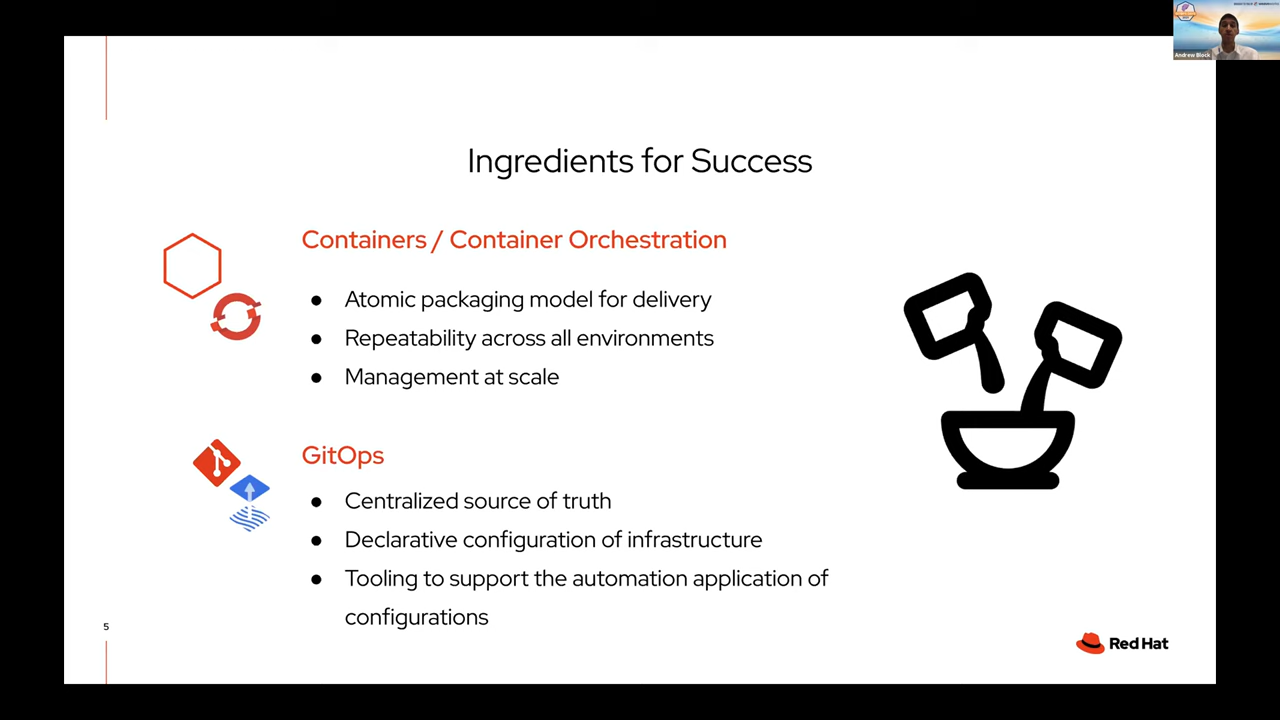 Andrew Block
Ingredients for Success
Containers / Container Orchestration
● Atomic packaging model for delivery
● Repeatability across all environments
● Management at scale
GitOps
● Centralized source of truth
● Declarative configuration of infrastructure
● Tooling to support the automation application of
configurations
5
Red Hat